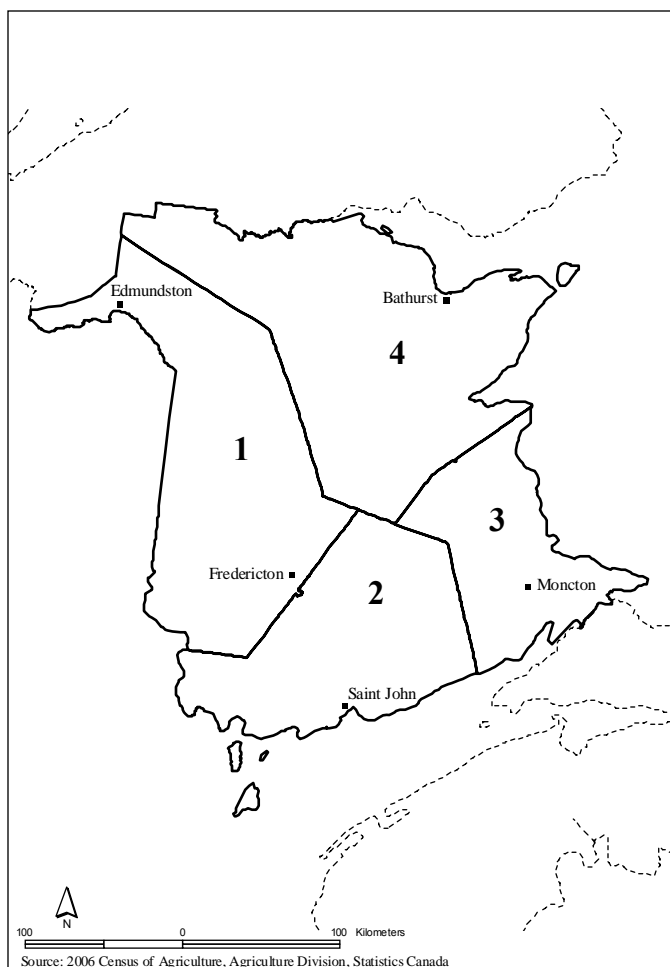 Edmundston
Bathurst
4
1
3
Fredericton
Moncton
2
Saint John
N
100 0 100 Kilometers
Source: 2006 Census of Agriculture, Agriculture Division, Statistics Canada